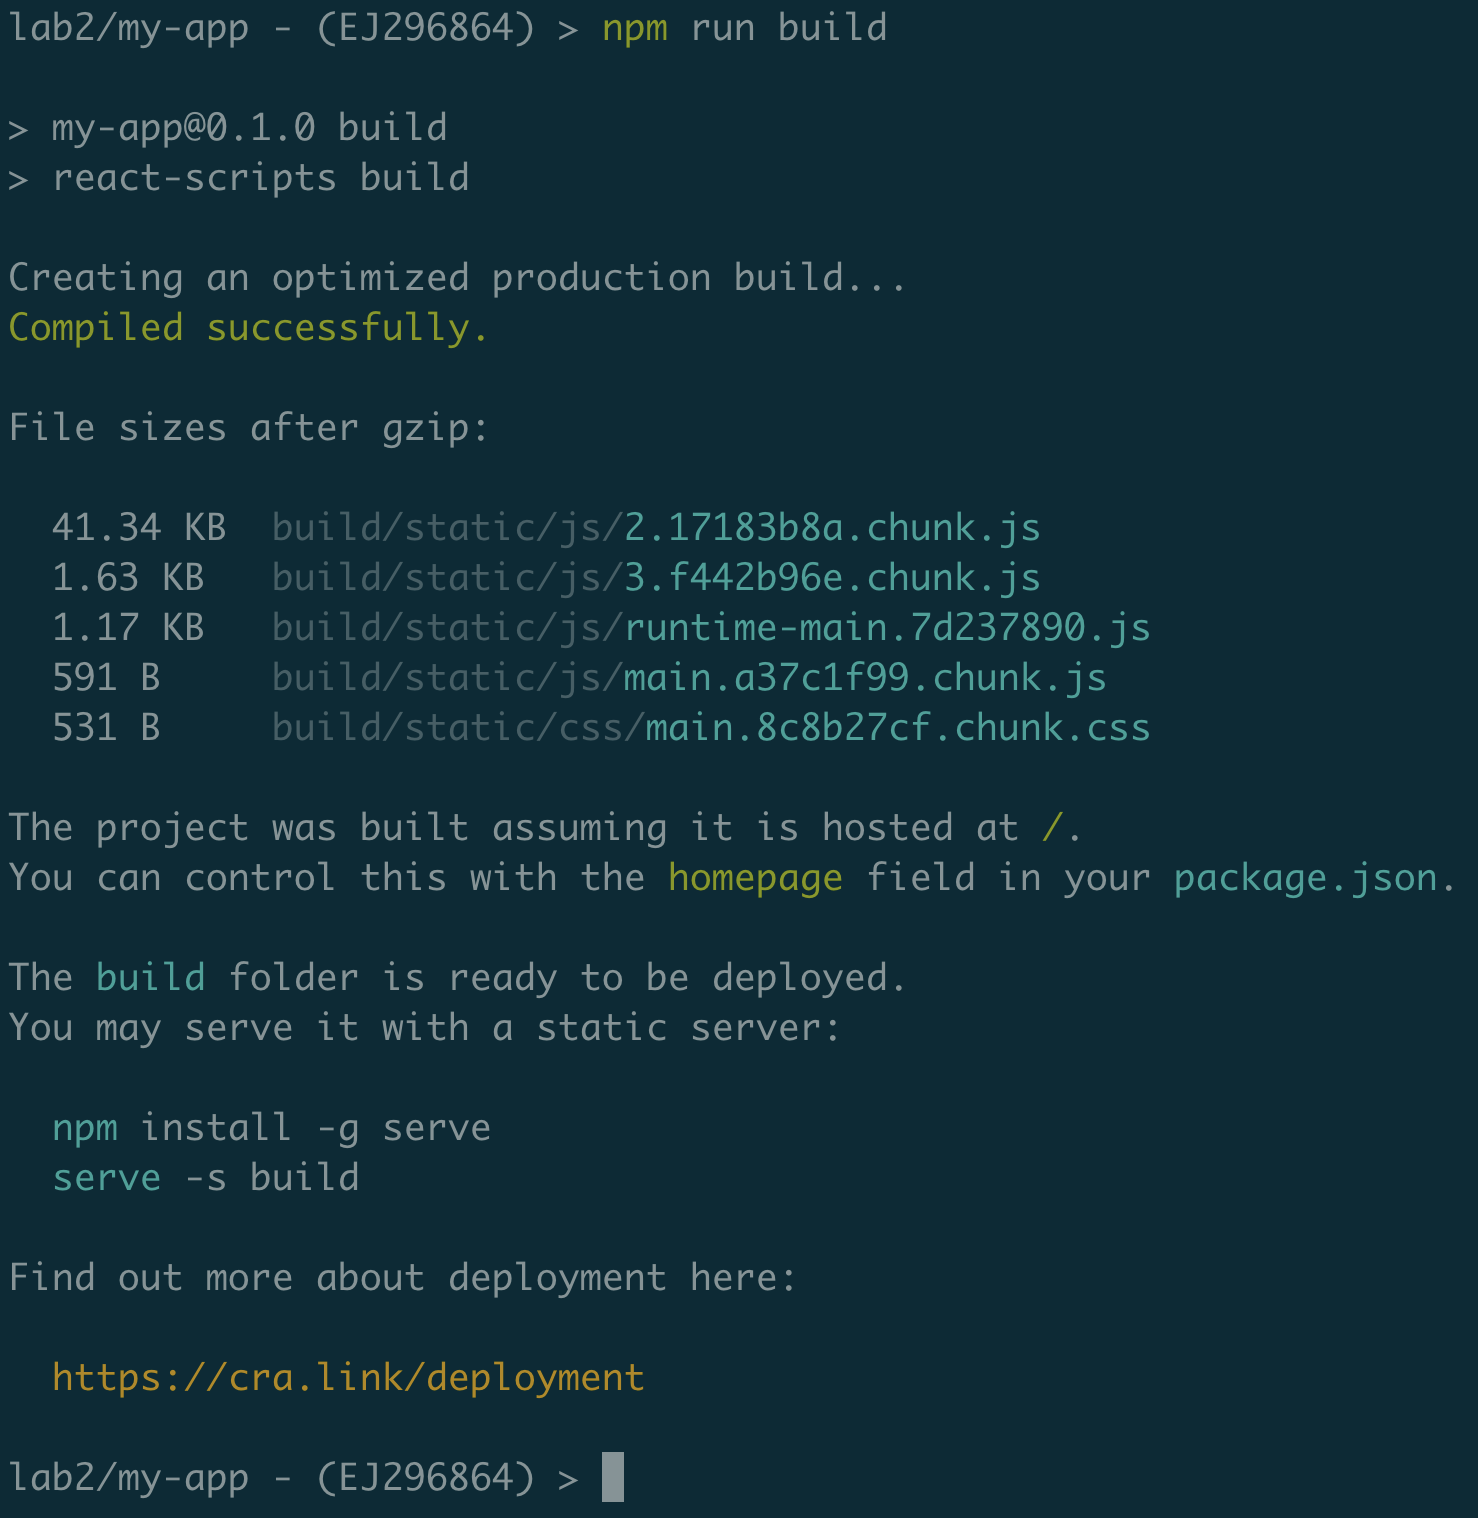 lab2/my-app - (EJ296864) > npm run build
> my-app@0.1.0 build
> react-scripts build
Creating an optimized production build...
Compiled successfully.
File sizes after gzip:
41.34 KB  build/static/js/2.17183b8a.chunk.js
1.63 KB   build/static/js/3.f442b96e.chunk.js
1.17 KB   build/static/js/runtime-main.7d237890.js
591 B     build/static/js/main.a37c1f99.chunk.js
531 B     build/static/css/main.8c8b27cf.chunk.css
The project was built assuming it is hosted at /.
You can control this with the homepage field in your package.json.
The build folder is ready to be deployed.
You may serve it with a static server:
npm install -g serve
serve -s build
Find out more about deployment here:
https://cra.link/deployment
lab2/my-app - (EJ296864) >